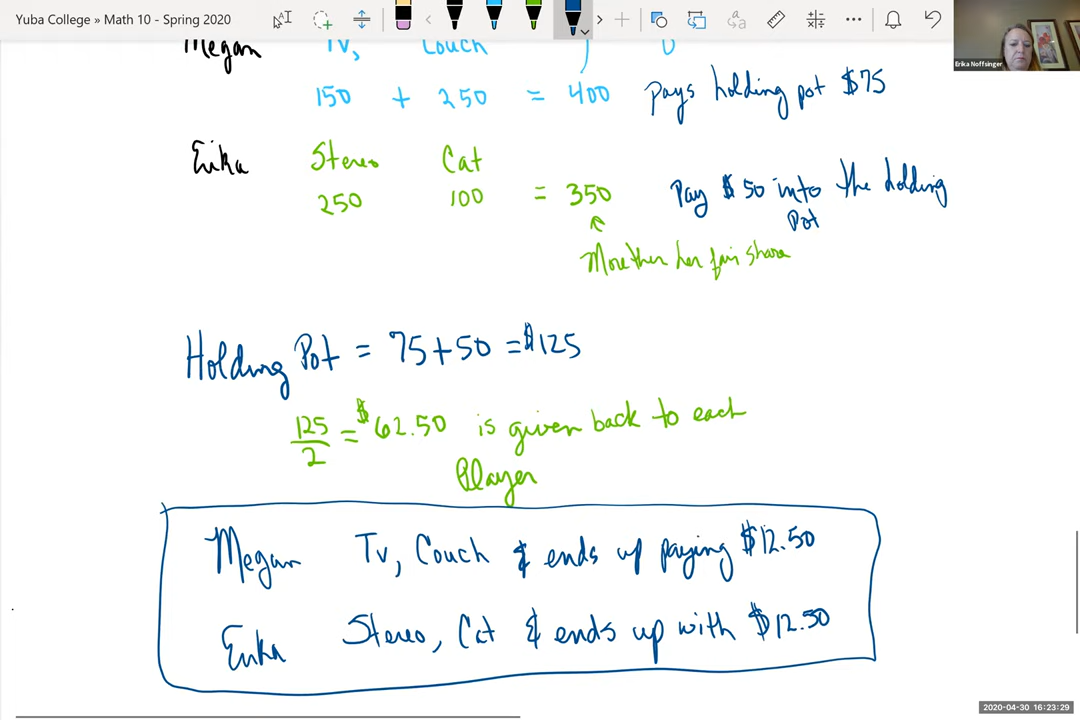 Yuba College » Math 10 - Spring 2020
Erika Noffsinger
Megan Tv, Couch
150 + 250 = 400 pays holding pot $75
Erika Stereo Cat
250 100 = 350 Pay $50 into the holding
Pot
More then her fair share
Holding Pot = 75+50 = $125
125/2 = $62.50 is given back to each
Player
Megan Tv, Couch & ends up paying $12.50
Erika Stereo, Cat & ends up with $12.50
2020-04-30 16:23:29